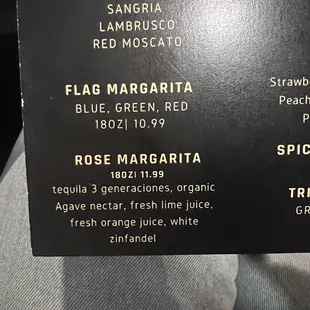 SANGRIA
LAMBRUSCO
RED MOSCATO
FLAG MARGARITA
BLUE, GREEN, RED
18OZ| 10.99
ROSE MARGARITA
18OZ| 11.99
tequila 3 generaciones, organic
Agave nectar, fresh lime juice,
fresh orange juice, white
zinfandel
Peach